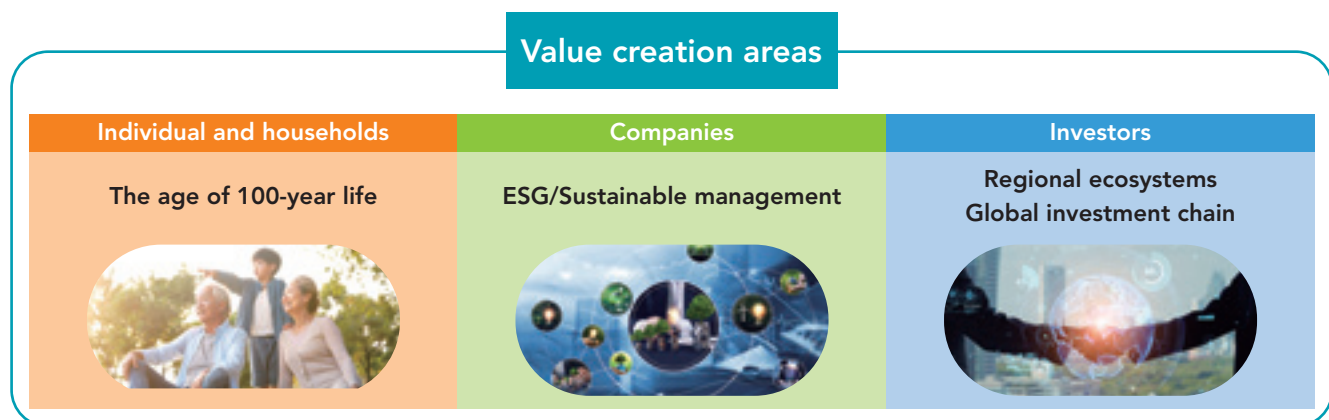 Value creation areas
Individual and households
Companies
Investors
The age of 100-year life
ESG/Sustainable management
Regional ecosystems
Global investment chain